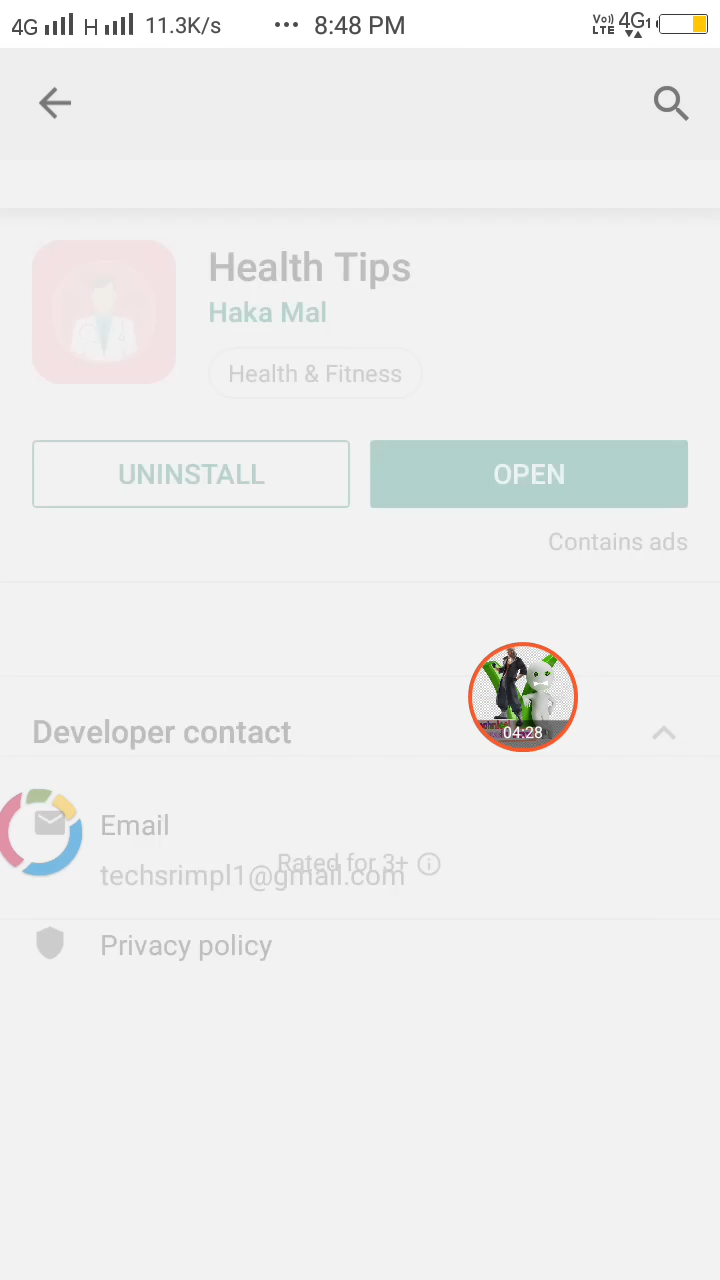 4G H 11.3K/s ... 8:48 PM Vo)) LTE 4G1
Health Tips
Haka Mal
Health & Fitness
UNINSTALL OPEN
Contains ads
04:28
Developer contact
Email
Rated for 3+
techsrimpl1@gmail.com
Privacy policy